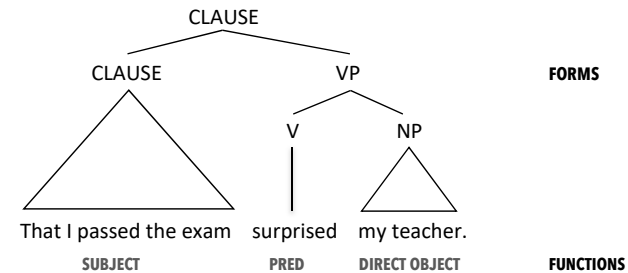 CLAUSE
CLAUSE VP FORMS
V NP
That I passed the exam surprised my teacher.
SUBJECT PRED DIRECT OBJECT FUNCTIONS